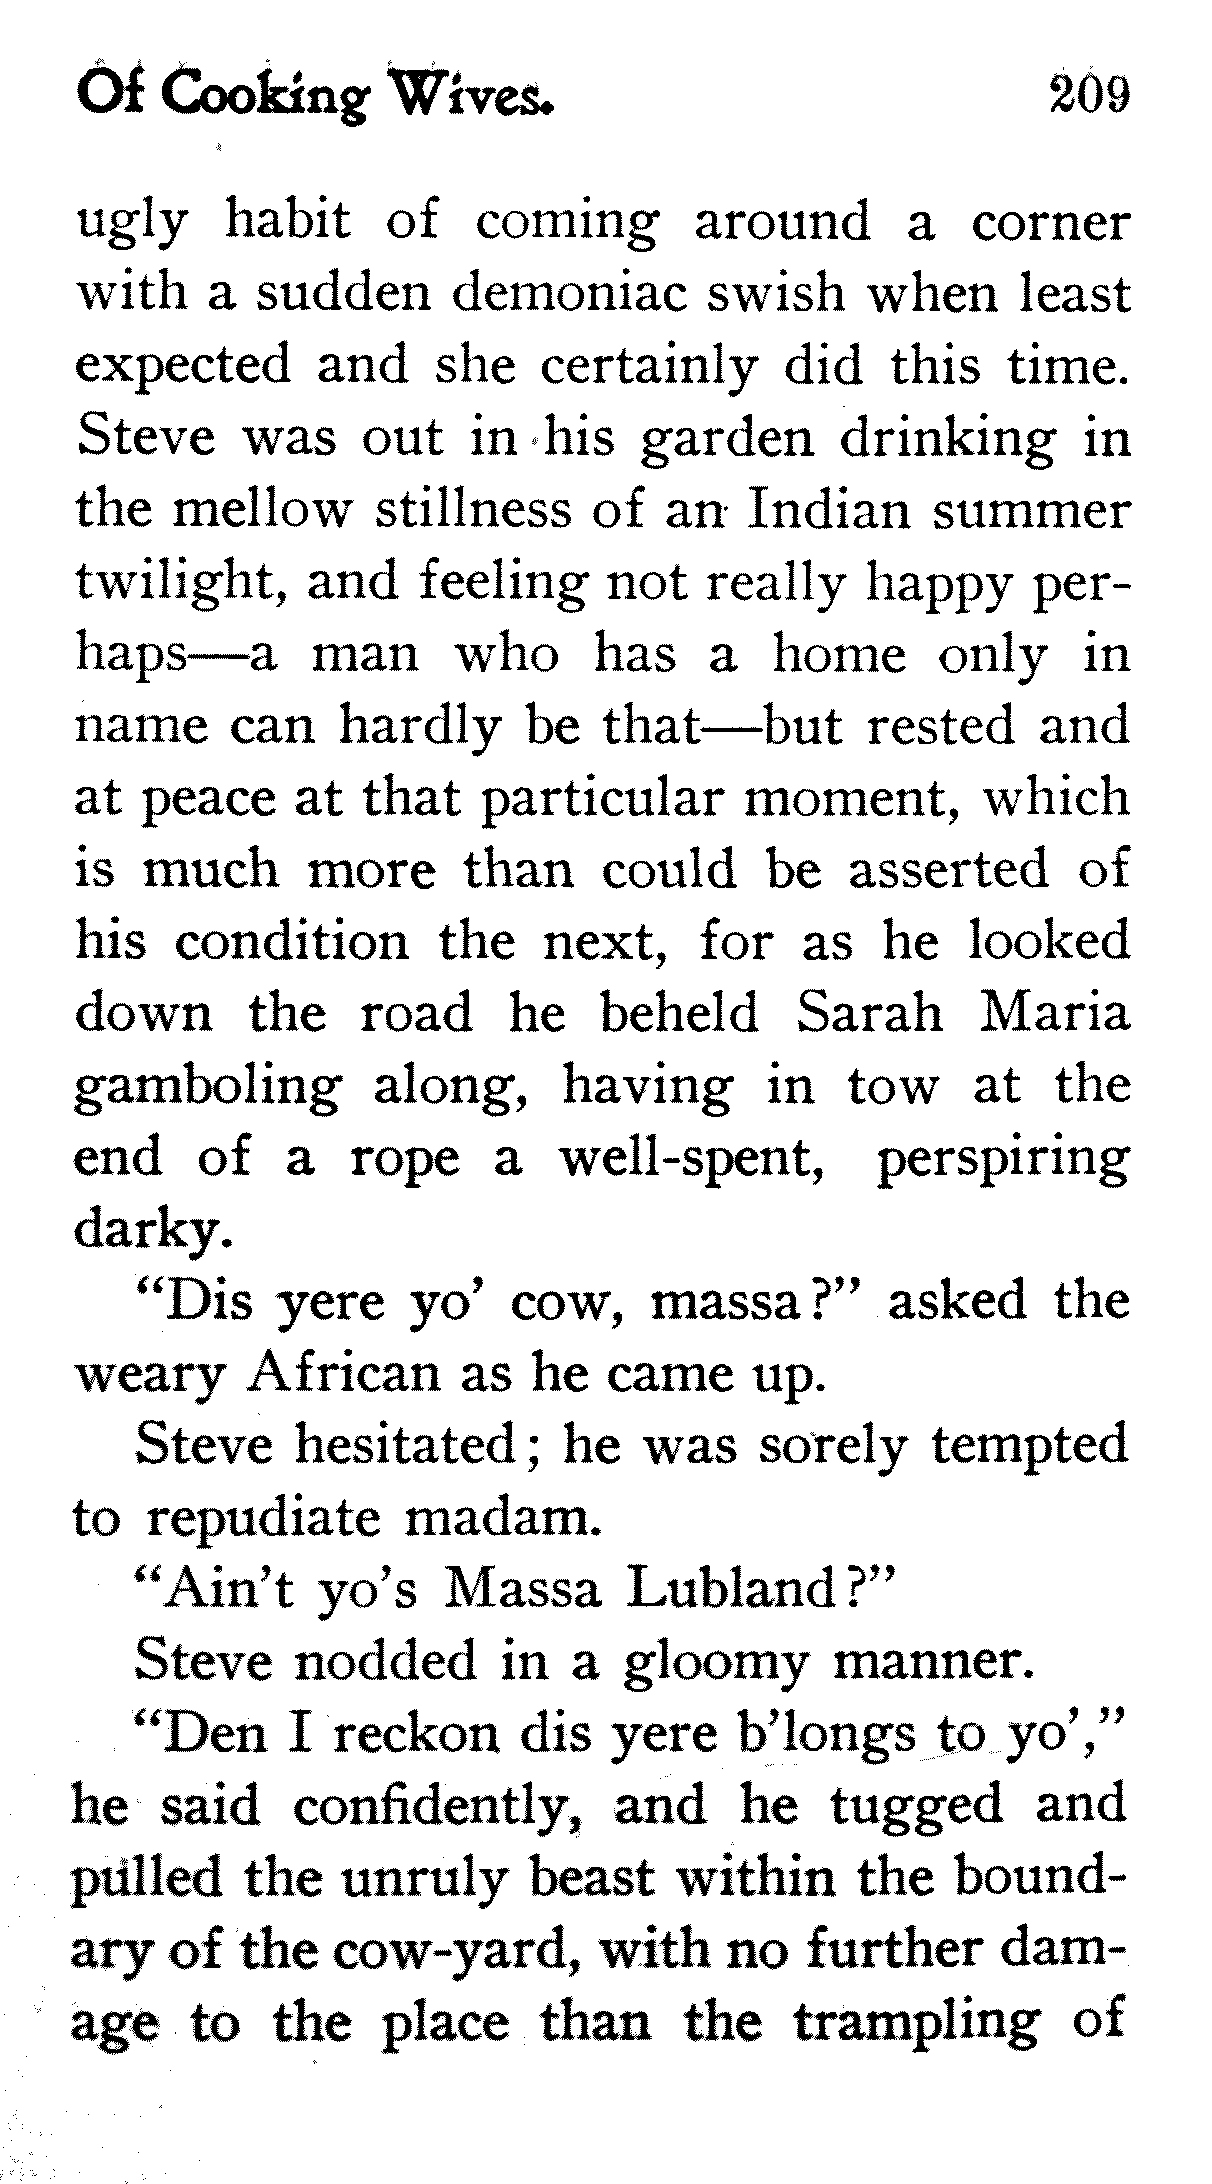 Of Cooking Wives. 209
ugly habit of coming around a corner
with a sudden demoniac swish when least
expected and she certainly did this time.
Steve was out in his garden drinking in
the mellow stillness of an Indian summer
twilight, and feeling not really happy per-
haps—a man who has a home only in
name can hardly be that—but rested and
at peace at that particular moment, which
is much more than could be asserted of
his condition the next, for as he looked
down the road he beheld Sarah Maria
gamboling along, having in tow at the
end of a rope a well-spent, perspiring
darky.
"Dis yere yo' cow, massa?" asked the
weary African as he came up.
Steve hesitated; he was sorely tempted
to repudiate madam.
"Ain't yo's Massa Lubland?"
Steve nodded in a gloomy manner.
"Den I reckon dis yere b'longs to yo',"
he said confidently, and he tugged and
pulled the unruly beast within the bound-
ary of the cow-yard, with no further dam-
age to the place than the trampling of